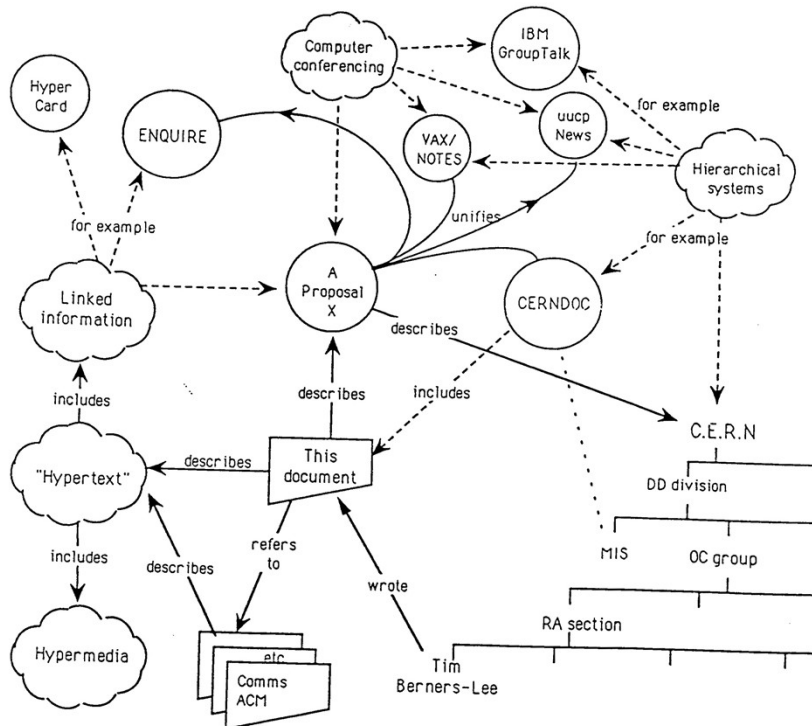 IBM
GroupTalk
Computer
conferencing
Hyper
Card
ENQUIRE
VAX/
NOTES
uucp
News
for example
Hierarchical
systems
unifies
for example
for example
A
Proposal
X
CERNDOC
Linked
information
describes
includes
describes
includes
C.E.R.N
This
document
describes
"Hypertext"
DD division
includes
refers
to
MIS
OC group
describes
wrote
RA section
Hypermedia
etc
Tim
Berners-Lee
Comms
ACM